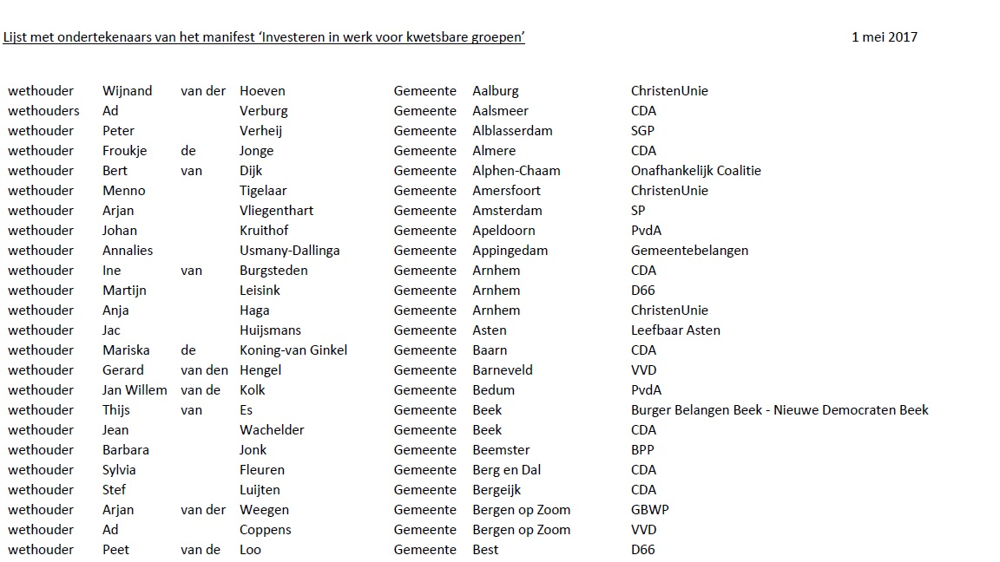 Lijst met ondertekenaars van het manifest ‘Investeren in werk voor kwetsbare groepen’ 1 mei 2017
wethouder Wijnand van der Hoeven Gemeente Aalburg ChristenUnie
wethouders Ad Verburg Gemeente Aalsmeer CDA
wethouder Peter Verheij Gemeente Alblasserdam SGP
wethouder Froukje de Jonge Gemeente Almere CDA
wethouder Bert van Dijk Gemeente Alphen-Chaam Onafhankelijk Coalitie
wethouder Menno Tigelaar Gemeente Amersfoort ChristenUnie
wethouder Arjan Vliegenthart Gemeente Amsterdam SP
wethouder Johan Kruithof Gemeente Apeldoorn PvdA
wethouder Annalies Usmany-Dallinga Gemeente Appingedam Gemeentebelangen
wethouder Ine van Burgsteden Gemeente Arnhem CDA
wethouder Martijn Leisink Gemeente Arnhem D66
wethouder Anja Haga Gemeente Arnhem ChristenUnie
wethouder Jac Huijsmans Gemeente Asten Leefbaar Asten
wethouder Mariska de Koning-van Ginkel Gemeente Baarn CDA
wethouder Gerard van den Hengel Gemeente Barneveld VVD
wethouder Jan Willem van de Kolk Gemeente Bedum PvdA
wethouder Thijs van Es Gemeente Beek Burger Belangen Beek - Nieuwe Democraten Beek
wethouder Jean Wachelder Gemeente Beek CDA
wethouder Barbara Jonk Gemeente Beemster BPP
wethouder Sylvia Fleuren Gemeente Berg en Dal CDA
wethouder Stef Luijten Gemeente Bergeijk CDA
wethouder Arjan van der Weegen Gemeente Bergen op Zoom GBWP
wethouder Ad Coppens Gemeente Bergen op Zoom VVD
wethouder Peet van de Loo Gemeente Best D66